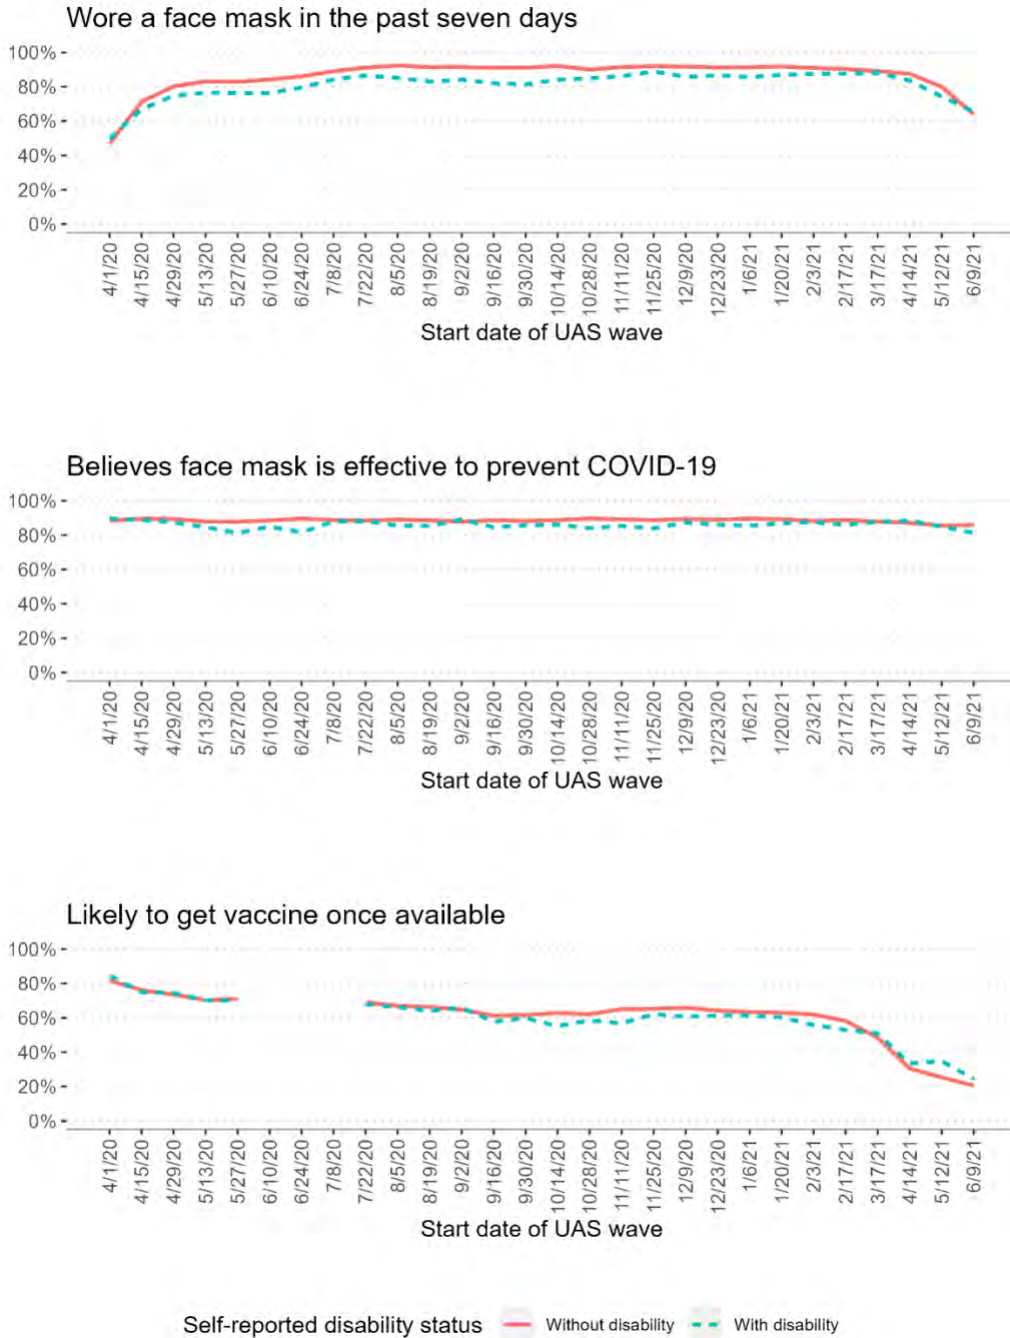 Wore a face mask in the past seven days
100%
80%
60%
40%
20%
0%
4/1/20 4/15/20 4/29/20 5/13/20 5/27/20 6/10/20 6/24/20 7/8/20 7/22/20 8/5/20 8/19/20 9/2/20 9/16/20 9/30/20 10/14/20 10/28/20 11/11/20 11/25/20 12/9/20 12/23/20 1/6/21 1/20/21 2/3/21 2/17/21 3/17/21 4/14/21 5/12/21 6/9/21
Start date of UAS wave
Believes face mask is effective to prevent COVID-19
100%
80%
60%
40%
20%
0%
4/1/20 4/15/20 4/29/20 5/13/20 5/27/20 6/10/20 6/24/20 7/8/20 7/22/20 8/5/20 8/19/20 9/2/20 9/16/20 9/30/20 10/14/20 10/28/20 11/11/20 11/25/20 12/9/20 12/23/20 1/6/21 1/20/21 2/3/21 2/17/21 3/17/21 4/14/21 5/12/21 6/9/21
Start date of UAS wave
Likely to get vaccine once available
100%
80%
60%
40%
20%
0%
4/1/20 4/15/20 4/29/20 5/13/20 5/27/20 6/10/20 6/24/20 7/8/20 7/22/20 8/5/20 8/19/20 9/2/20 9/16/20 9/30/20 10/14/20 10/28/20 11/11/20 11/25/20 12/9/20 12/23/20 1/6/21 1/20/21 2/3/21 2/17/21 3/17/21 4/14/21 5/12/21 6/9/21
Start date of UAS wave
Self-reported disability status Without disability With disability